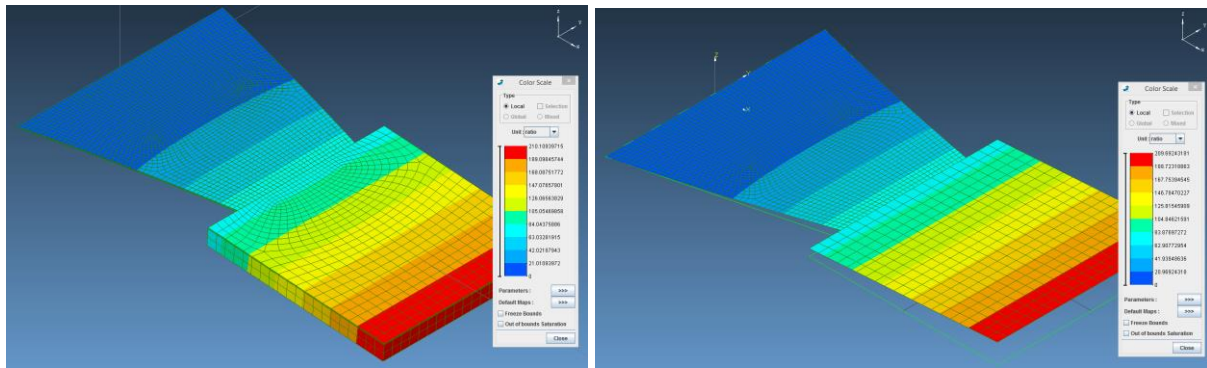 Color Scale
Type
Local
Selection
Global
Mixed
Unit: ratio
210.10939715
189.09845744
168.08751772
147.07657801
126.06563829
105.05469858
84.04375886
63.03281915
42.02187943
21.01093972
0
Parameters :
>>>
Default Maps :
>>>
Freeze Bounds
Out of bounds Saturation
Close
Z
Y
X
Color Scale
Type
Local
Selection
Global
Mixed
Unit: ratio
209.69243181
188.72318863
167.75394545
146.78470227
125.81545909
104.84621591
83.87697272
62.90772954
41.93848636
20.96924318
0
Parameters :
>>>
Default Maps :
>>>
Freeze Bounds
Out of bounds Saturation
Close